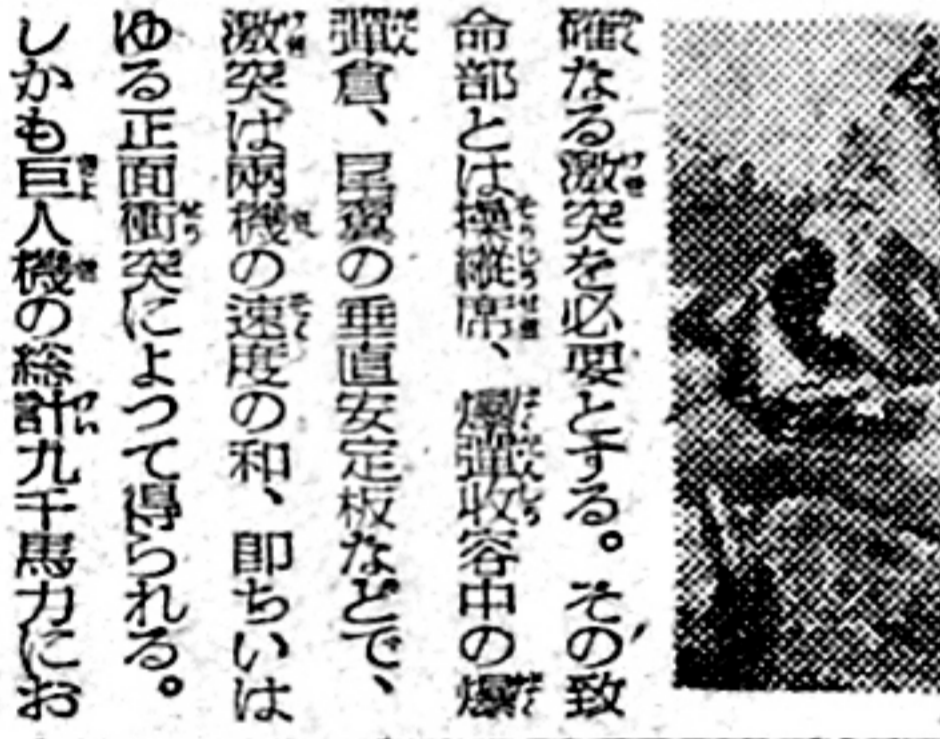 確なる激突を必要とする。その致
命部とは操縦席、爆彈收容中の爆
彈倉、尾翼の垂直安定板などで、
激突は兩機の速度の和、即ちいは
ゆる正面衝突によつて得られる。
しかも巨人機の総計九千馬力にお